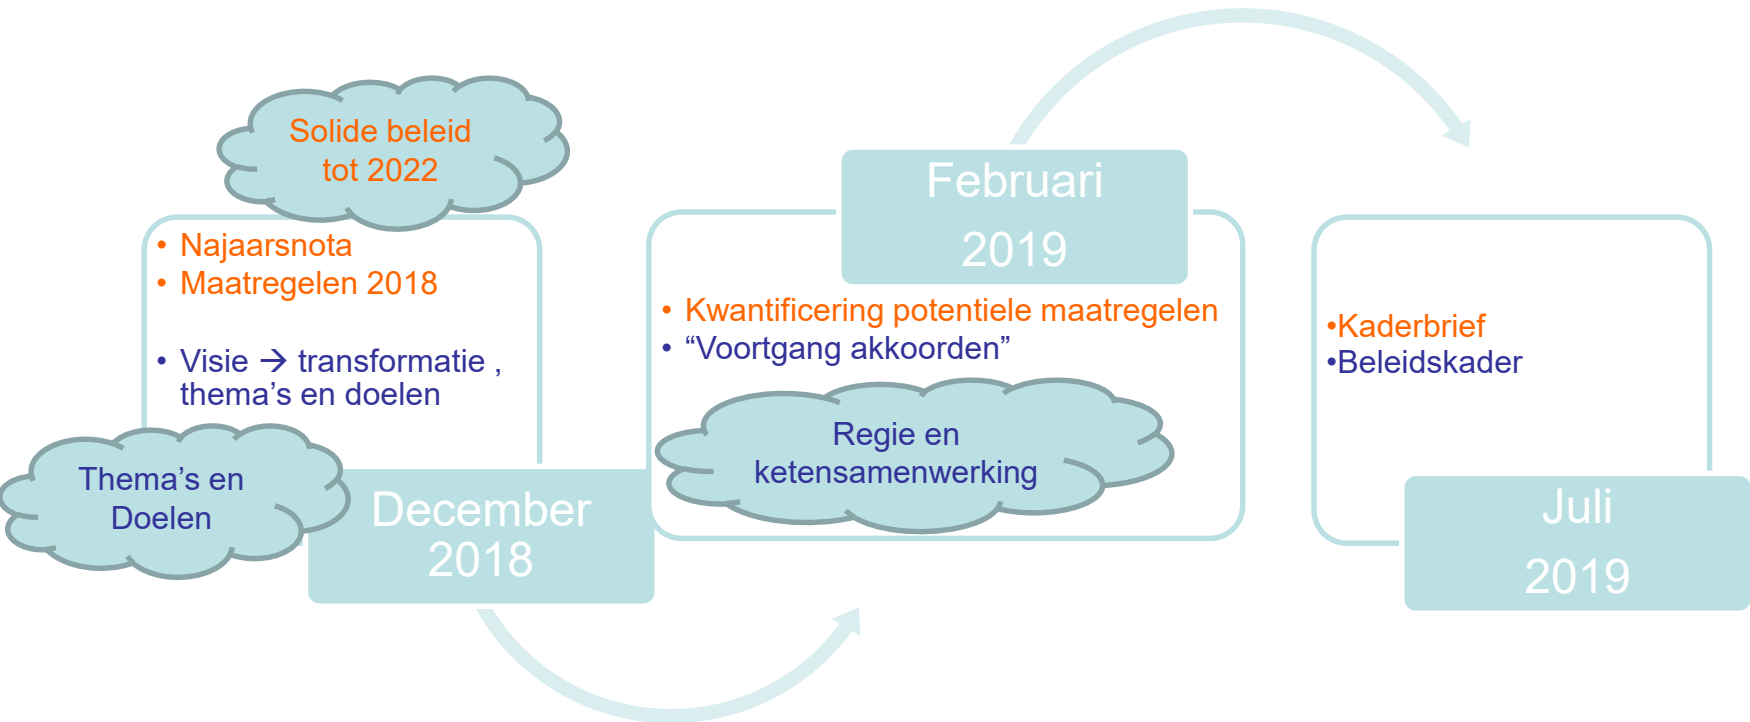 Solide beleid
tot 2022
• Najaarsnota
• Maatregelen 2018
• Visie → transformatie ,
thema’s en doelen
Thema’s en
Doelen
December
2018
Februari
2019
• Kwantificering potentiele maatregelen
• “Voortgang akkoorden”
Regie en
ketensamenwerking
•Kaderbrief
•Beleidskader
Juli
2019